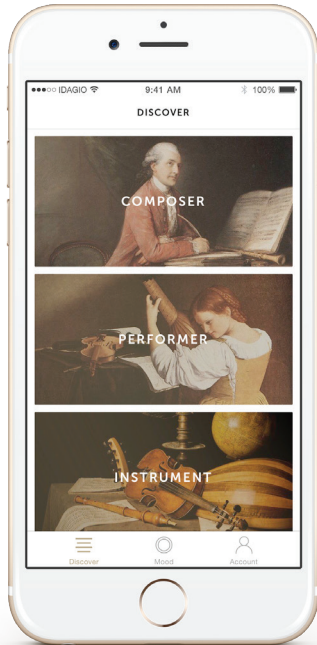 IDAGIO 9:41 AM 100%
DISCOVER
COMPOSER
PERFORMER
INSTRUMENT
Discover Mood Account